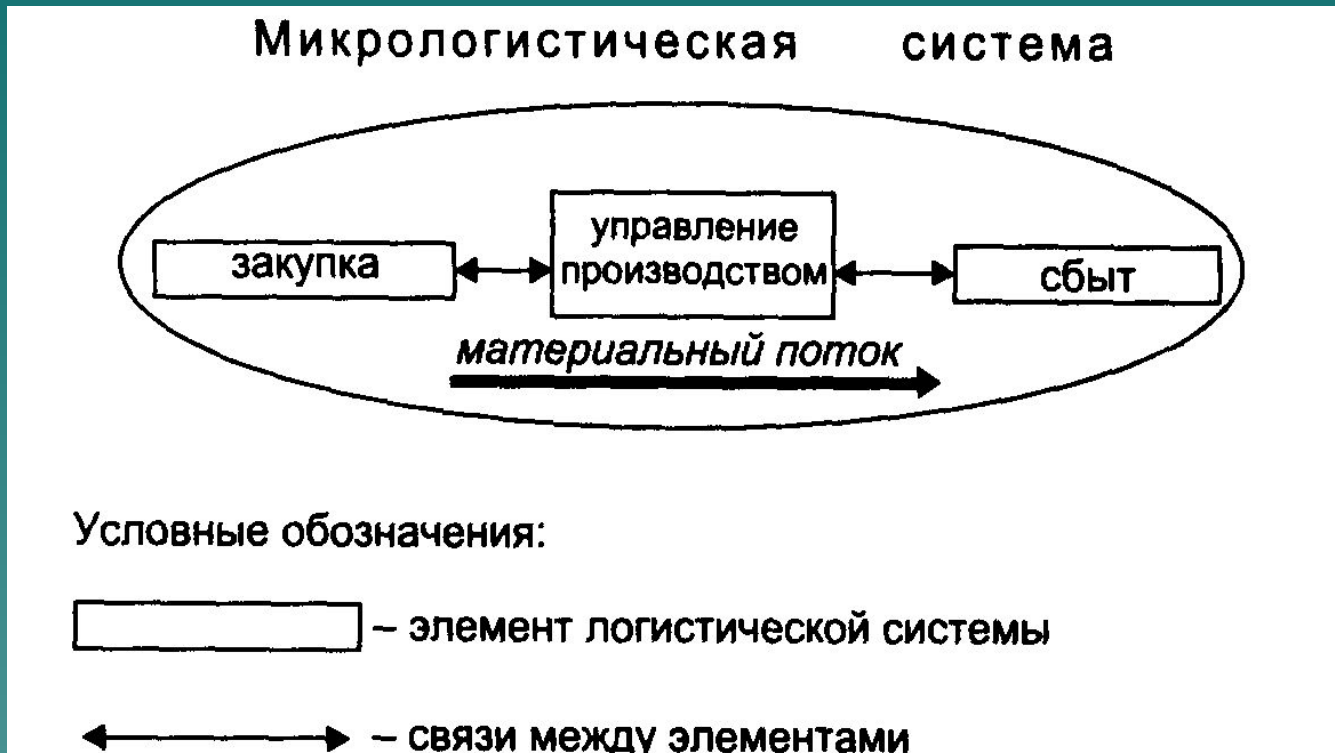 Микрологистическая система
управление
закупка
производством
сбыт
материальный поток
Условные обозначения:
– элемент логистической системы
– связи между элементами